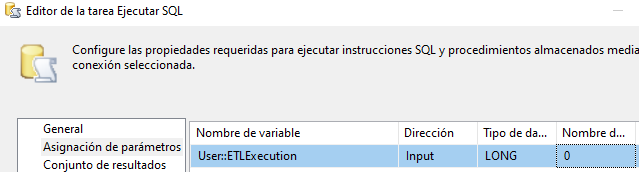 Editor de la tarea Ejecutar SQL
Configure las propiedades requeridas para ejecutar instrucciones SQL y procedimientos almacenados media
conexión seleccionada.
General
Asignación de parámetros
Conjunto de resultados
Nombre de variable Dirección Tipo de da... Nombre d...
User::ETLExecution Input LONG 0